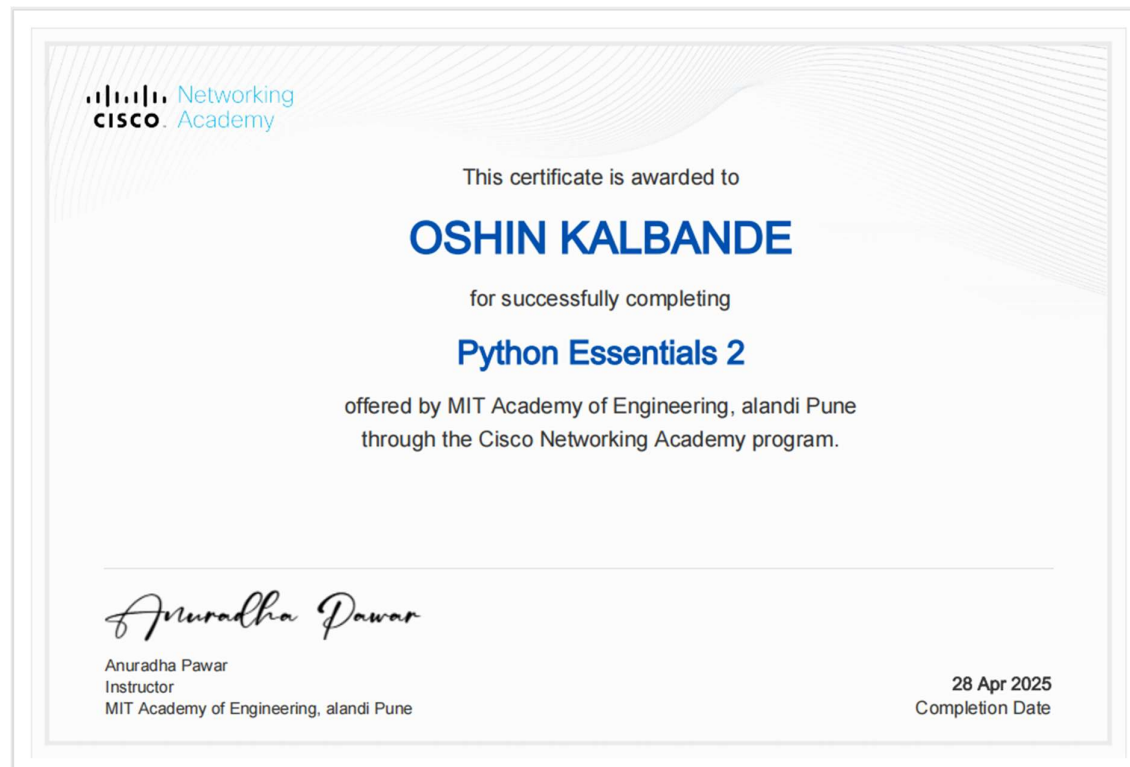 Networking
CISCO. Academy
This certificate is awarded to
OSHIN KALBANDE
for successfully completing
Python Essentials 2
offered by MIT Academy of Engineering, alandi Pune
through the Cisco Networking Academy program.
Anuradha Pawar
Anuradha Pawar
Instructor
MIT Academy of Engineering, alandi Pune
28 Apr 2025
Completion Date